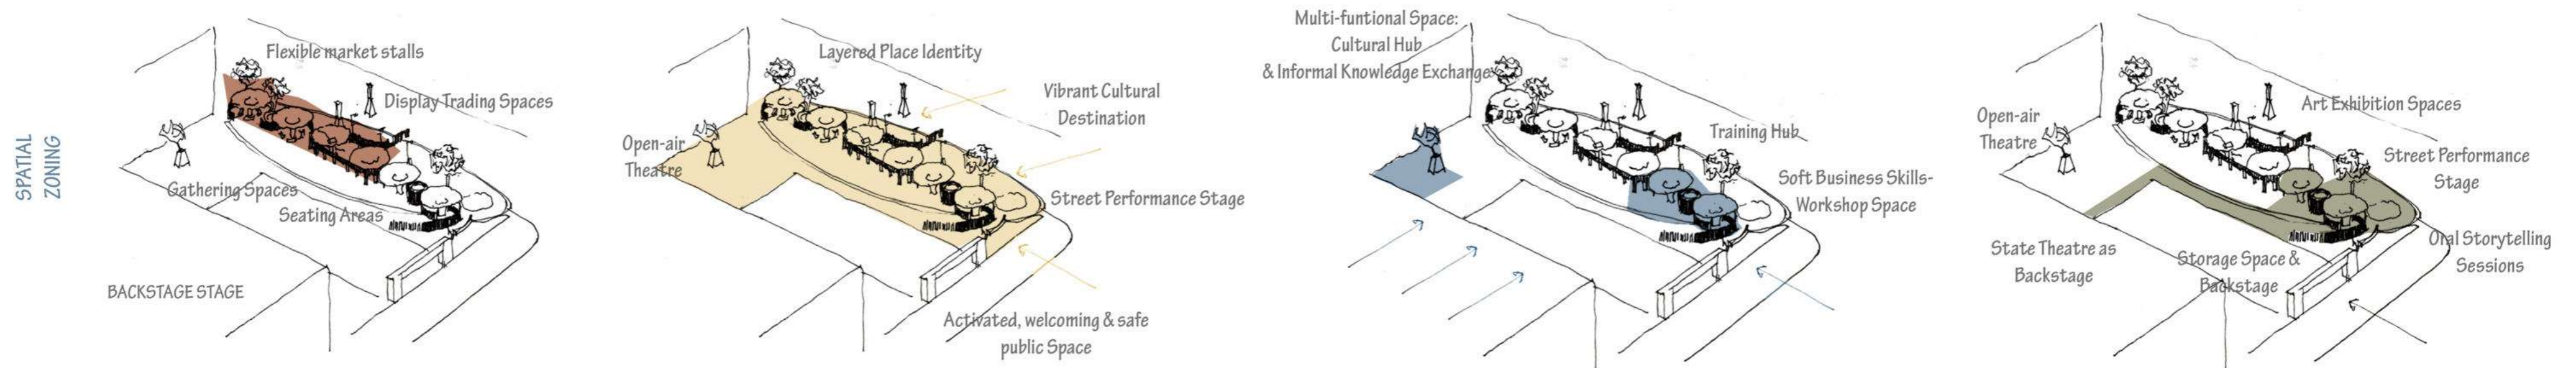 SPATIAL
ZONING
Flexible market stalls
Display Trading Spaces
Gathering Spaces
Seating Areas
BACKSTAGE STAGE
Layered Place Identity
Vibrant Cultural
Destination
Open-air
Theatre
Street Performance Stage
Activated, welcoming & safe
public Space
Multi-funtional Space:
Cultural Hub
& Informal Knowledge Exchange
Training Hub
Soft Business Skills-
Workshop Space
Open-air
Theatre
Art Exhibition Spaces
Street Performance
Stage
State Theatre as
Backstage
Storage Space &
Backstage
Oral Storytelling
Sessions